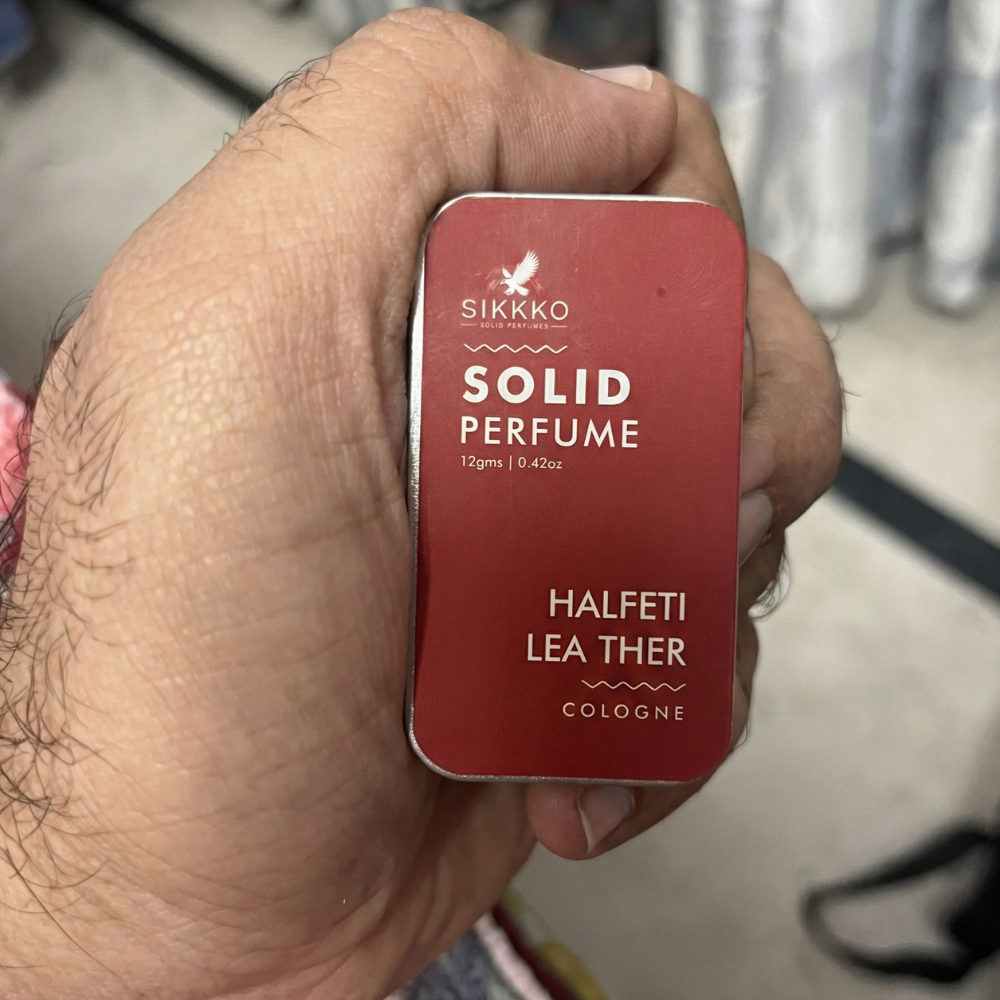 SIKKKO
SOLID PERFUMES
SOLID
PERFUME
12gms | 0.42oz
HALFETI
LEA THER
COLOGNE